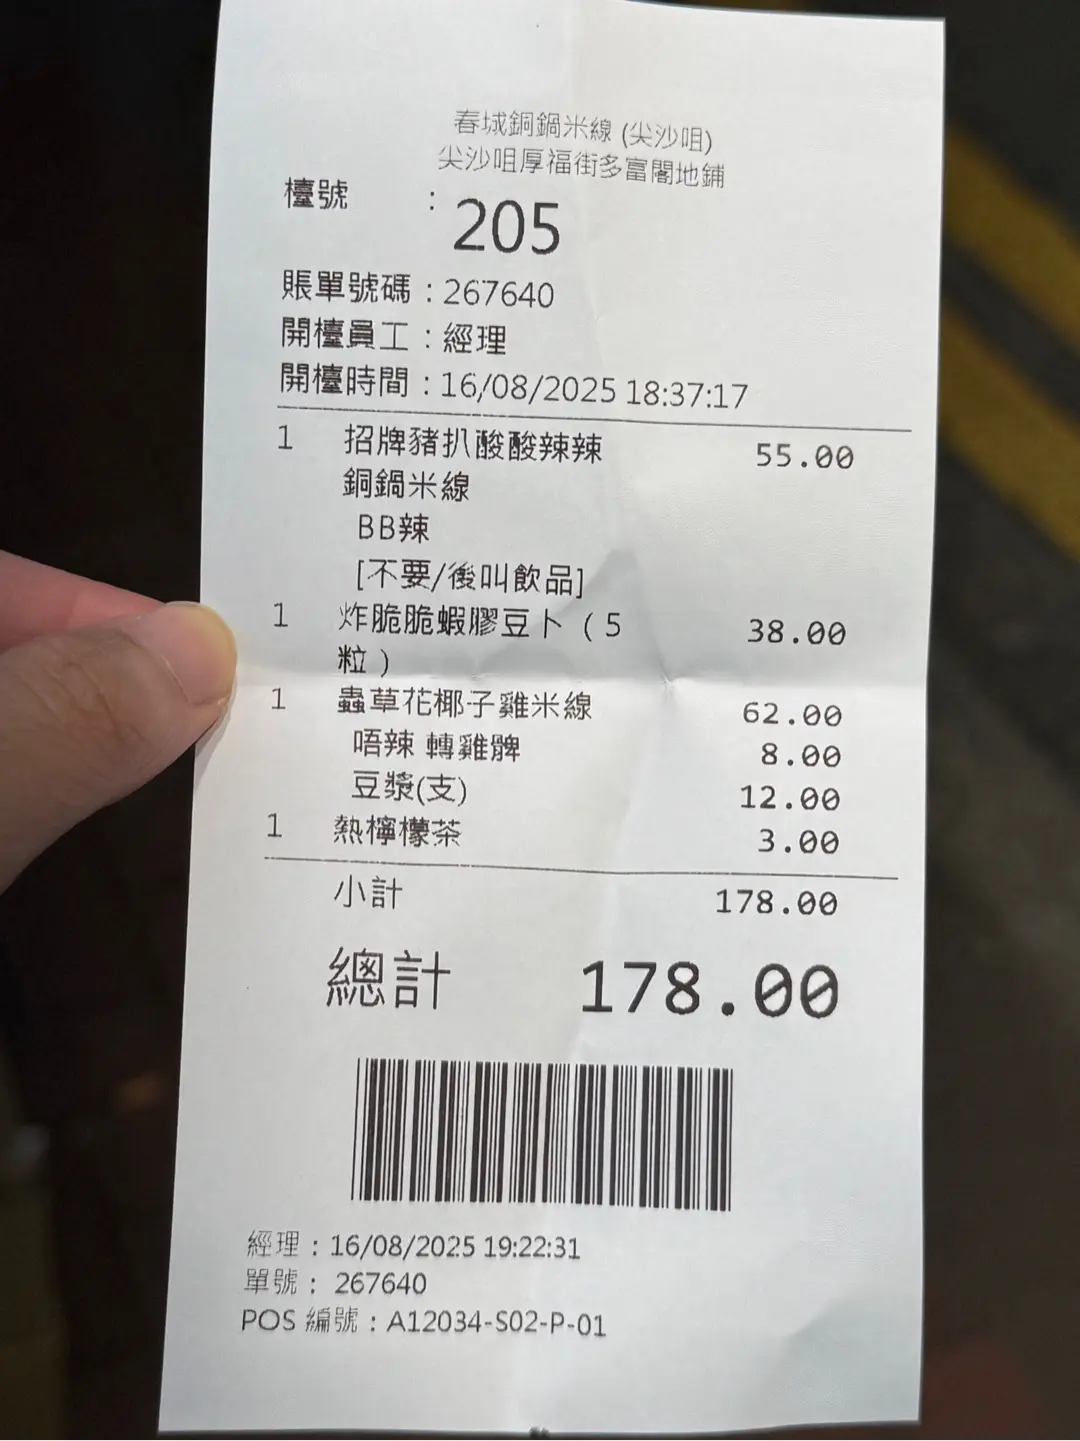 春城銅鍋米線 (尖沙咀)
尖沙咀厚福街多富閣地鋪
檯號 : 205
賬單號碼 : 267640
開檯員工 : 經理
開檯時間 : 16/08/2025 18:37:17
1 招牌豬扒酸酸辣辣 55.00
銅鍋米線
BB辣
[不要/後叫飲品]
1 炸脆脆蝦膠豆卜（5 38.00
粒）
1 蟲草花椰子雞米線 62.00
唔辣 轉雞髀 8.00
豆漿(支) 12.00
1 熱檸檬茶 3.00
小計 178.00
總計 178.00
經理 : 16/08/2025 19:22:31
單號 : 267640
POS 編號 : A12034-S02-P-01